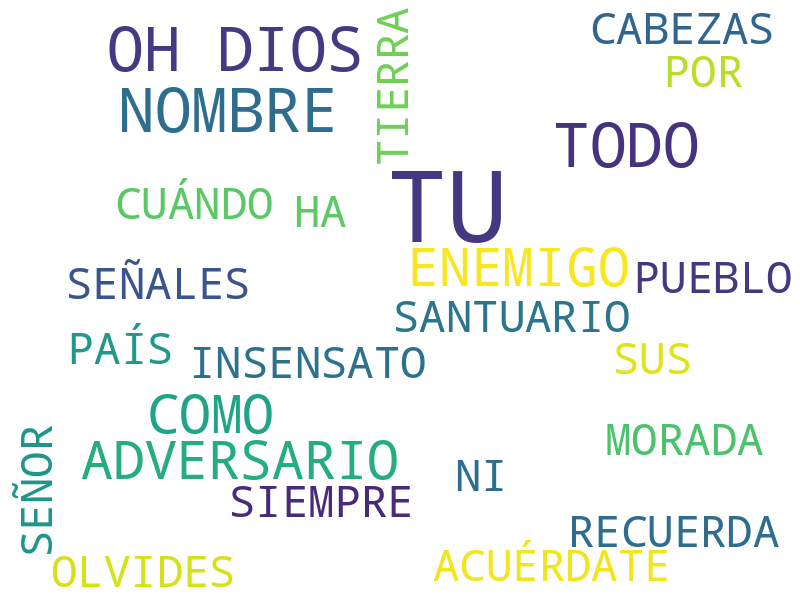 OH DIOS
TIERRA
CABEZAS
POR
NOMBRE
TODO
TU
CUÁNDO
HA
ENEMIGO
PUEBLO
SEÑALES
SANTUARIO
PAÍS
INSENSATO
SUS
COMO
MORADA
ADVERSARIO
NI
SIEMPRE
SEÑOR
RECUERDA
OLVIDES
ACUÉRDATE